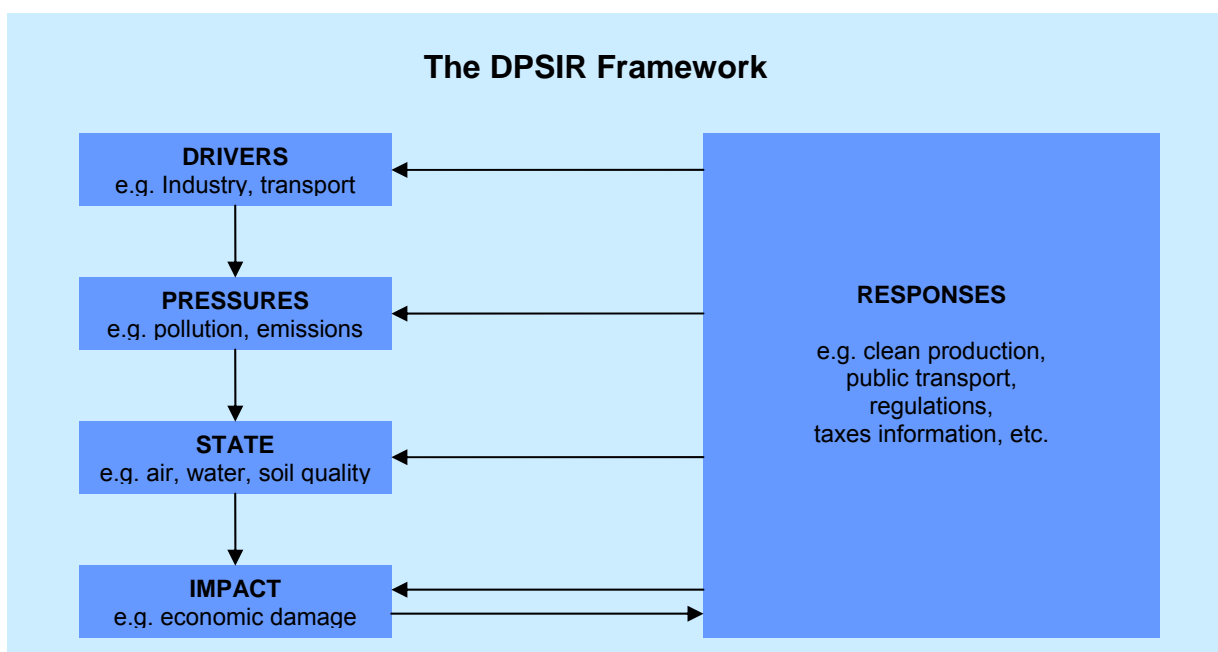 The DPSIR Framework
DRIVERS
e.g. Industry, transport
PRESSURES
e.g. pollution, emissions
STATE
e.g. air, water, soil quality
IMPACT
e.g. economic damage
RESPONSES
e.g. clean production,
public transport,
regulations,
taxes information, etc.